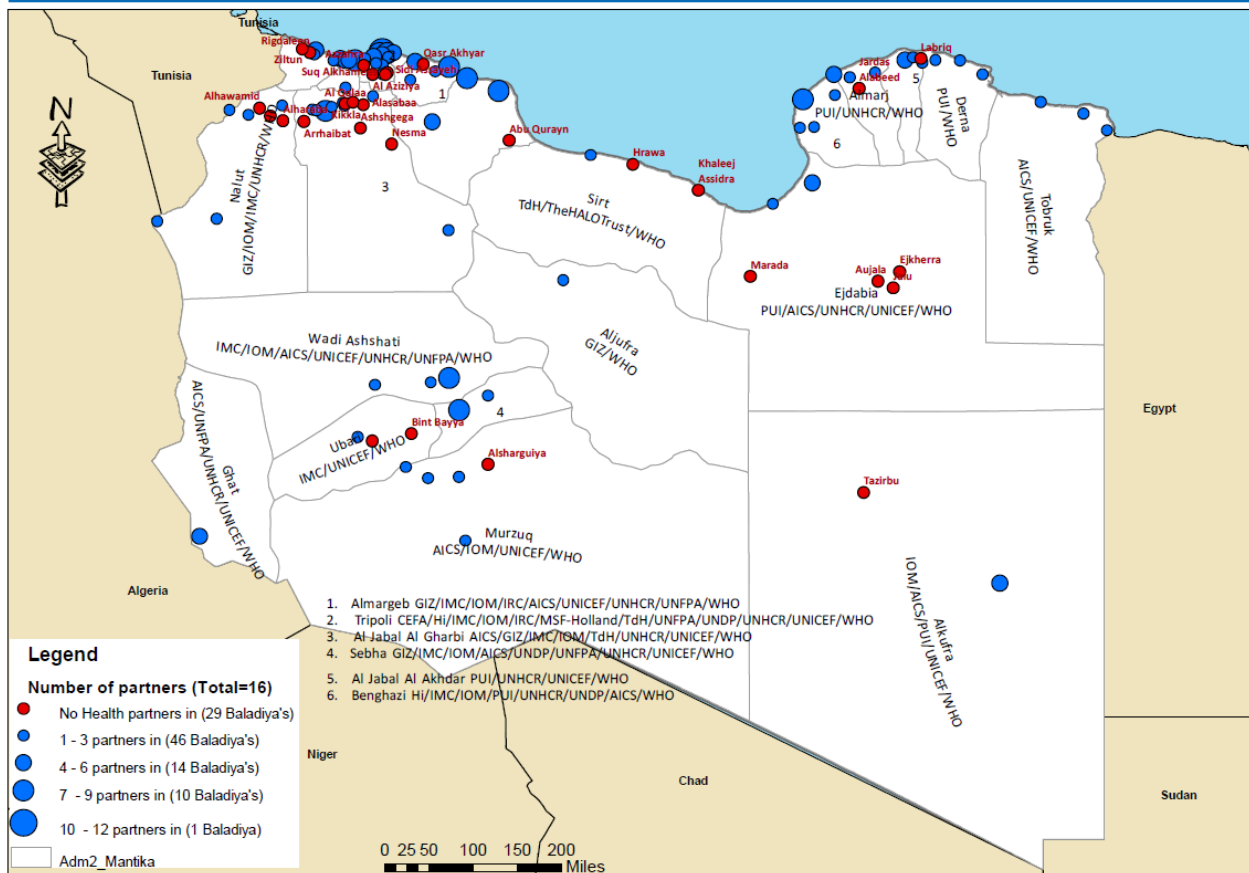 Tunisia
Rigdaleen
Ziltun
Suq Alkhamees
Qasr Akhyar
Sidi Assayeh
Al Aziziya
Tunisia
N
Alhawamid
Al Qalaa
Alasabaa
Kikkla
Ashshgega
Arrhaibat
Nesma
Abu Qurayn
Hrawa
Khaleej
Assidra
Labriq
Jardas
Alabeed
Almarj
PUI/UNHCR/WHO
Derna
PUI/WHO
1
5
6
3
Nalut
GIZ/IOM/IMC/UNHCR/WHO
Sirt
TdH/TheHALOTrust/WHO
Tobruk
AICS/UNICEF/WHO
Marada
Ejkherra
Aujala
Jalu
Ejdabia
PUI/AICS/UNHCR/UNICEF/WHO
Wadi Ashshati
IMC/IOM/AICS/UNICEF/UNHCR/UNFPA/WHO
Aljufra
GIZ/WHO
4
Egypt
Bint Bayya
Ubari
IMC/UNICEF/WHO
Ghat
AICS/UNFPA/UNHCR/UNICEF/WHO
Alsharguiya
Tazirbu
Murzuq
AICS/IOM/UNICEF/WHO
Alkufra
IOM/AICS/PUI/UNICEF/WHO
Algeria
1. Almargeb GIZ/IMC/IOM/IRC/AICS/UNICEF/UNHCR/UNFPA/WHO
2. Tripoli CEFA/Hi/IMC/IOM/IRC/MSF-Holland/TdH/UNFPA/UNDP/UNHCR/UNICEF/WHO
3. Al Jabal Al Gharbi AICS/GIZ/IMC/IOM/TdH/UNHCR/UNICEF/WHO
4. Sebha GIZ/IMC/IOM/AICS/UNDP/UNFPA/UNHCR/UNICEF/WHO
5. Al Jabal Al Akhdar PUI/UNHCR/UNICEF/WHO
6. Benghazi Hi/IMC/IOM/PUI/UNHCR/UNDP/AICS/WHO
Legend
Number of partners (Total=16)
No Health partners in (29 Baladiya's)
1 - 3 partners in (46 Baladiya's)
4 - 6 partners in (14 Baladiya's)
7 - 9 partners in (10 Baladiya's)
10 - 12 partners in (1 Baladiya)
Adm2_Mantika
Niger
Chad
Sudan
0 25 50 100 150 200
Miles